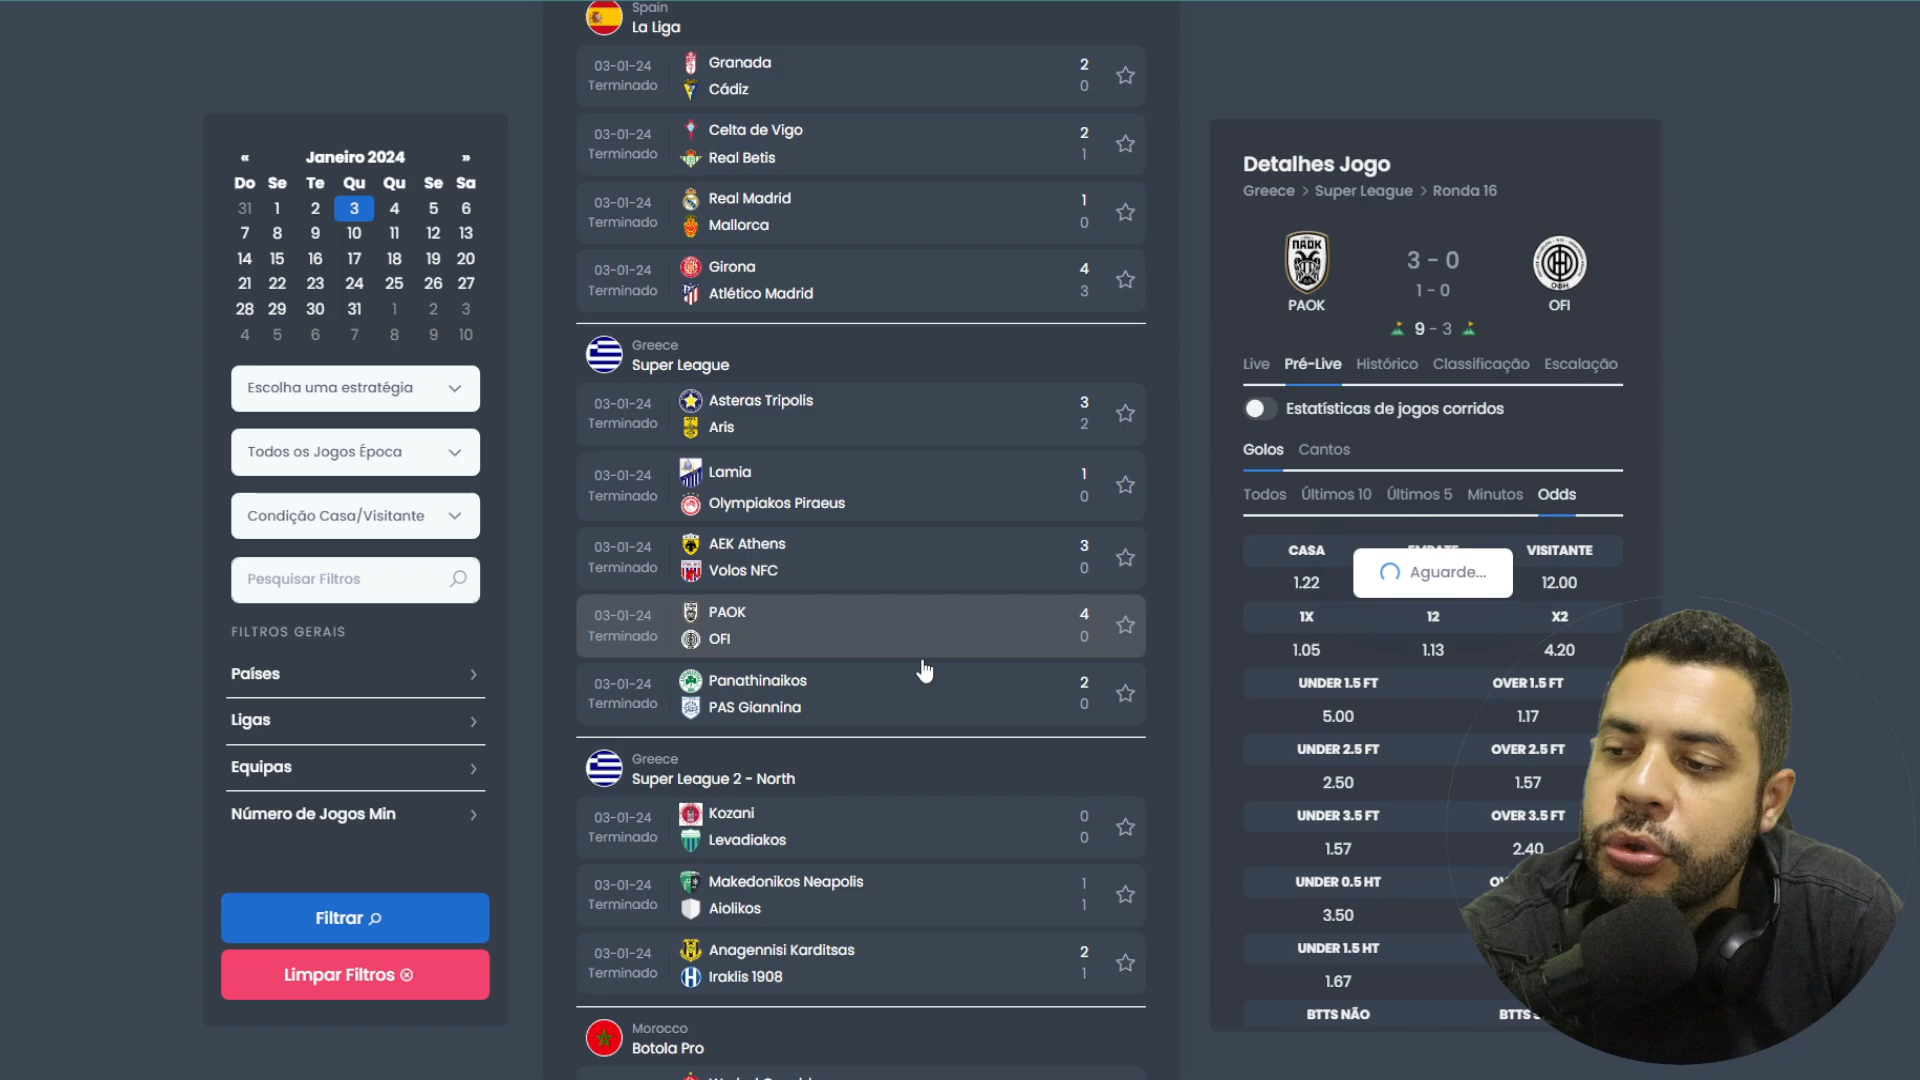 « Janeiro 2024 »
Do Se Te Qu Qu Se Sa
31 1 2 3 4 5 6
7 8 9 10 11 12 13
14 15 16 17 18 19 20
21 22 23 24 25 26 27
28 29 30 31 1 2 3
4 5 6 7 8 9 10
Escolha uma estratégia
Todos os Jogos Época
Condição Casa/Visitante
Pesquisar Filtros
FILTROS GERAIS
Países
Ligas
Equipas
Número de Jogos Min
Filtrar
Limpar Filtros
Spain
La Liga
03-01-24 Granada 2
Terminado Cádiz 0
03-01-24 Celta de Vigo 2
Terminado Real Betis 1
03-01-24 Real Madrid 1
Terminado Mallorca 0
03-01-24 Girona 4
Terminado Atlético Madrid 3
Greece
Super League
03-01-24 Asteras Tripolis 3
Terminado Aris 2
03-01-24 Lamia 1
Terminado Olympiakos Piraeus 0
03-01-24 AEK Athens 3
Terminado Volos NFC 0
03-01-24 PAOK 4
Terminado OFI 0
03-01-24 Panathinaikos 2
Terminado PAS Giannina 0
Greece
Super League 2 - North
03-01-24 Kozani 0
Terminado Levadiakos 0
03-01-24 Makedonikos Neapolis 1
Terminado Aiolikos 1
03-01-24 Anagennisi Karditsas 2
Terminado Iraklis 1908 1
Morocco
Botola Pro
Detalhes Jogo
Greece > Super League > Ronda 16
ΠΑΟΚ
3 - 0
1 - 0
PAOK OFI
9 - 3
Live Pré-Live Histórico Classificação Escalação
Estatísticas de jogos corridos
Golos Cantos
Todos Últimos 10 Últimos 5 Minutos Odds
CASA EMPATE VISITANTE
1.22 Aguarde... 12.00
1X 12 X2
1.05 1.13 4.20
UNDER 1.5 FT OVER 1.5 FT
5.00 1.17
UNDER 2.5 FT OVER 2.5 FT
2.50 1.57
UNDER 3.5 FT OVER 3.5 FT
1.57 2.40
UNDER 0.5 HT
3.50
UNDER 1.5 HT
1.67
BTTS NÃO BTTS